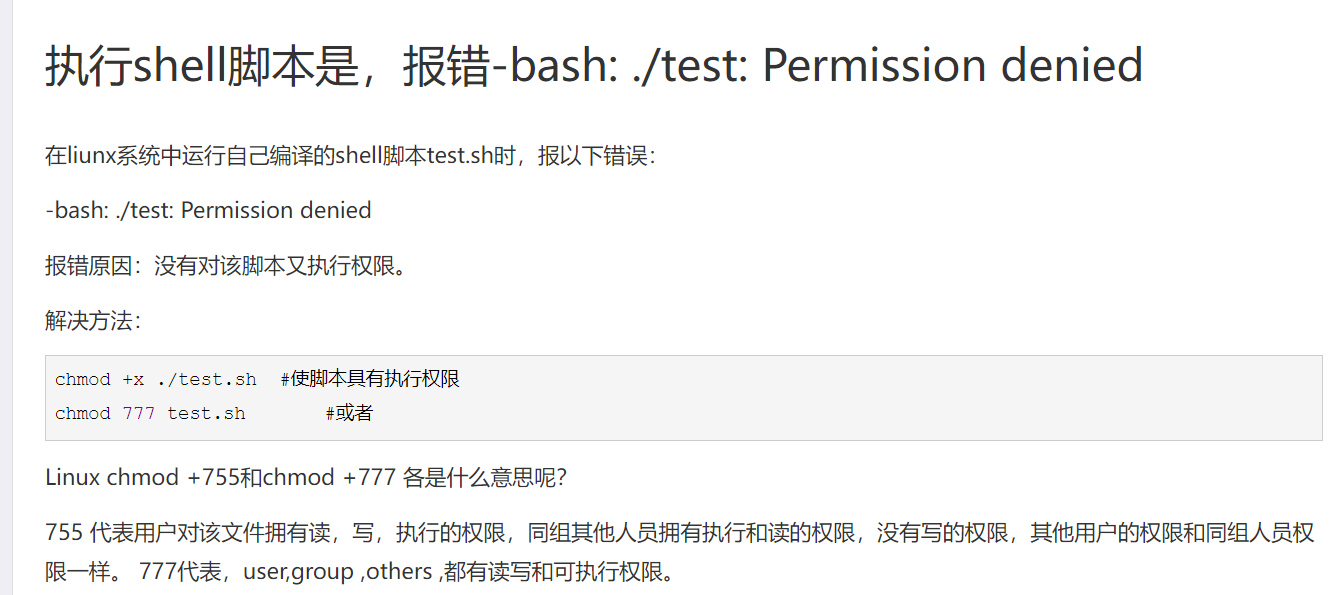 执行shell脚本是，报错-bash: ./test: Permission denied
在liunx系统中运行自己编译的shell脚本test.sh时，报以下错误：
-bash: ./test: Permission denied
报错原因：没有对该脚本又执行权限。
解决方法：
chmod +x ./test.sh  #使脚本具有执行权限
chmod 777 test.sh       #或者
Linux chmod +755和chmod +777 各是什么意思呢？
755 代表用户对该文件拥有读，写，执行的权限，同组其他人员拥有执行和读的权限，没有写的权限，其他用户的权限和同组人员权
限一样。 777代表，user,group ,others ,都有读写和可执行权限。